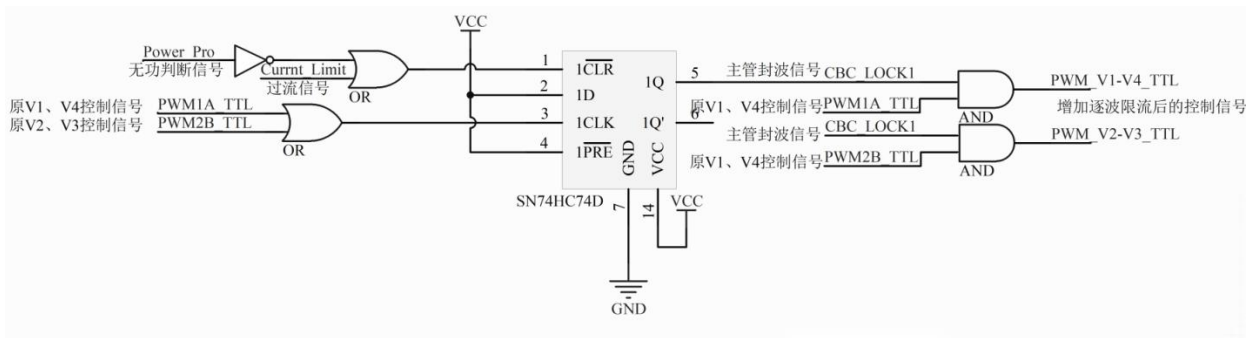 VCC
Power_Pro
无功判断信号
Currnt_Limit
过流信号
OR
原V1、V4控制信号 PWM1A_TTL
原V2、V3控制信号 PWM2B_TTL
OR
1 1CLR
2 1D
3 1CLK
4 1PRE
1Q 5
1Q' 6
GND
VCC
SN74HC74D
7
14
VCC
GND
主管封波信号 CBC_LOCK1
原V1、V4控制信号 PWM1A_TTL
AND
PWM_V1-V4_TTL
增加逐波限流后的控制信号
主管封波信号 CBC_LOCK1
原V1、V4控制信号 PWM2B_TTL
AND
PWM_V2-V3_TTL